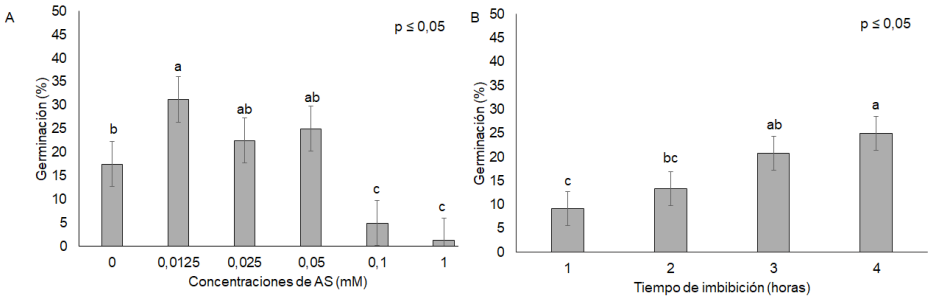 A
p ≤ 0,05
Germinación (%)
50
45
40
35
30
25
20
15
10
5
0
b
a
ab
ab
c
c
0 0,0125 0,025 0,05 0,1 1
Concentraciones de AS (mM)
B
p ≤ 0,05
Germinación (%)
50
45
40
35
30
25
20
15
10
5
0
c
bc
ab
a
1 2 3 4
Tiempo de imbibición (horas)